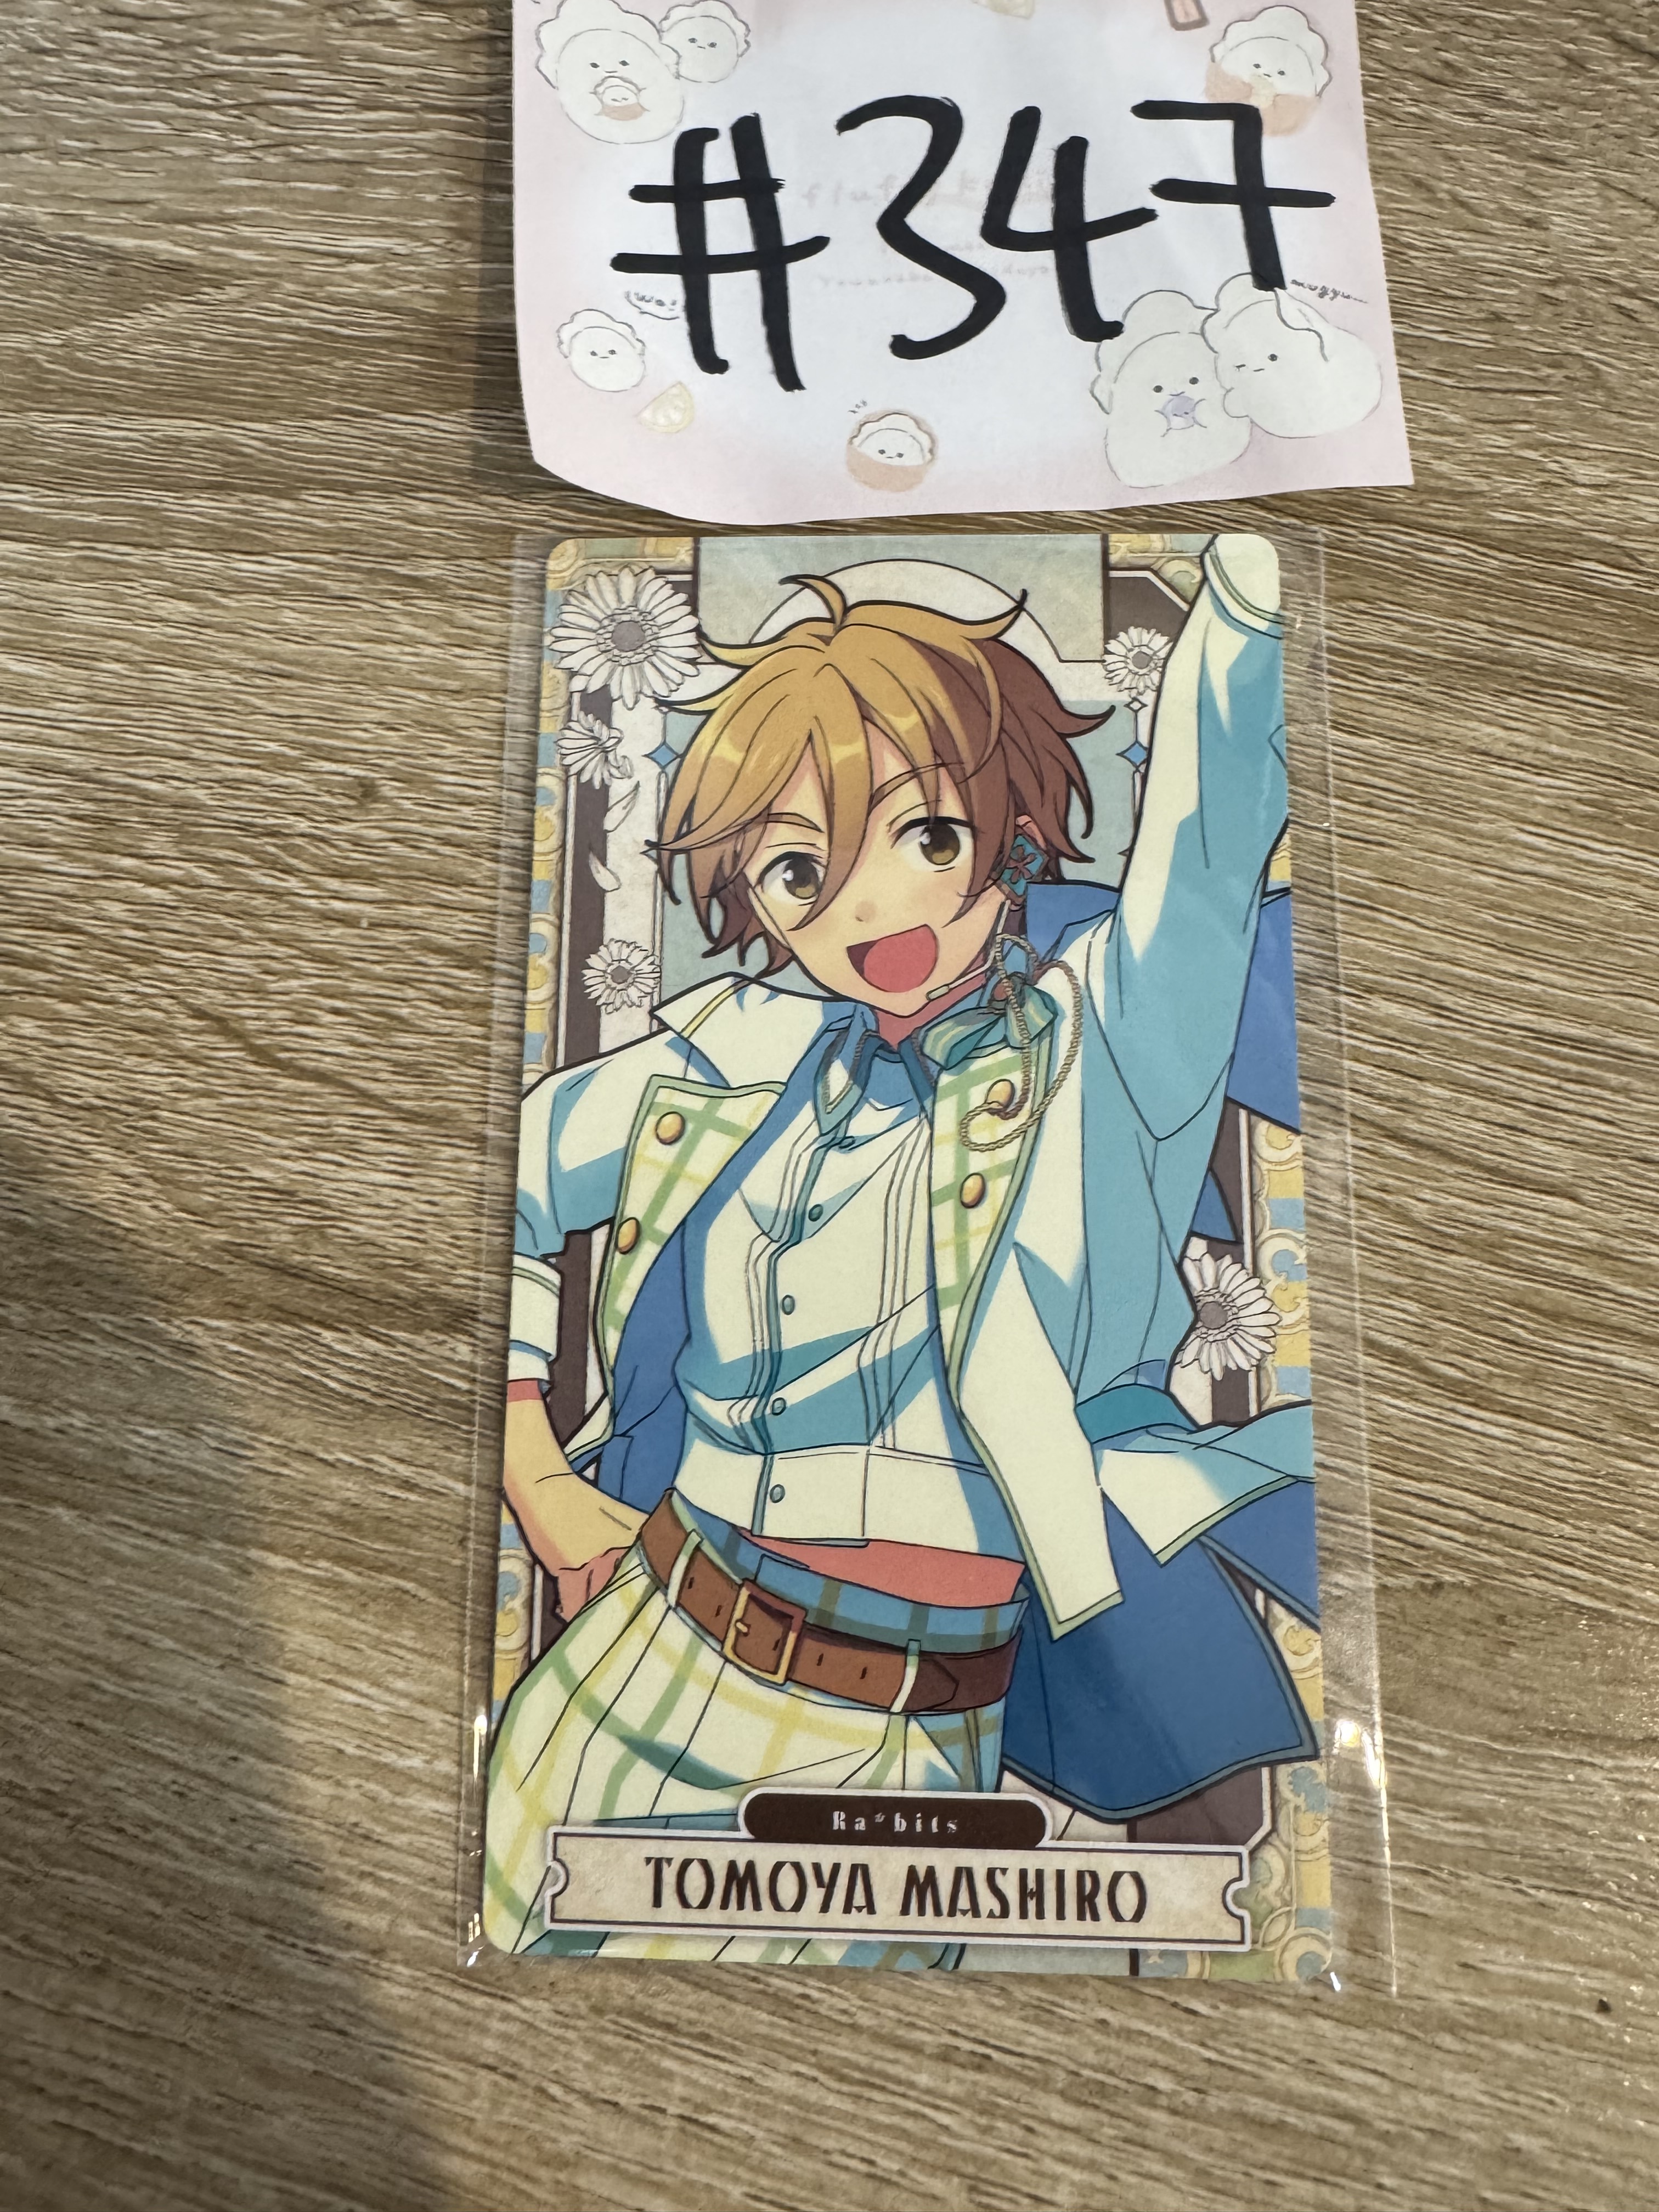 #347
Ra*bits
TOMOYA MASHIRO